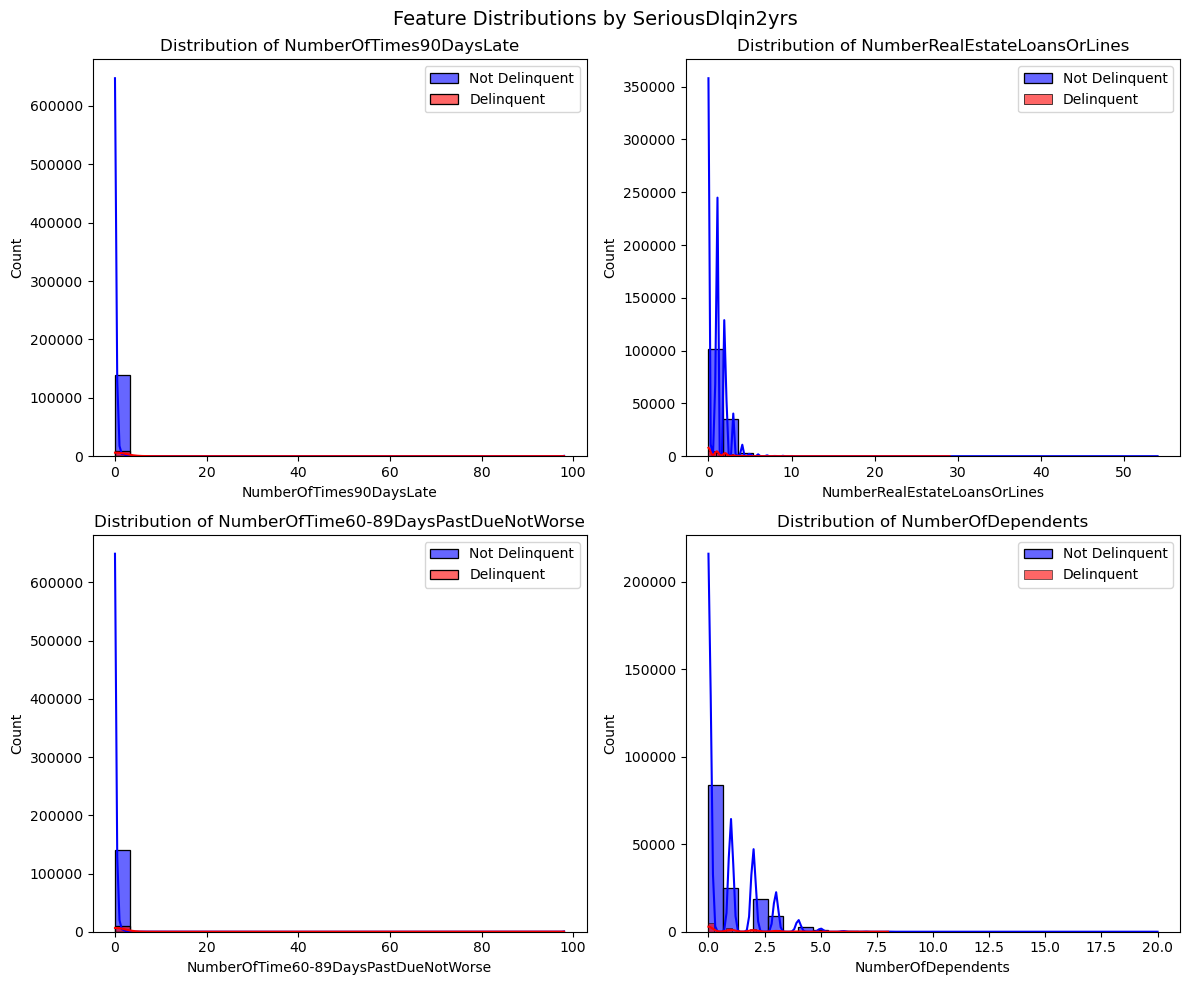 Feature Distributions by SeriousDlqin2yrs
Distribution of NumberOfTimes90DaysLate
Not Delinquent
Delinquent
600000
500000
400000
300000
200000
100000
0
Count
0 20 40 60 80 100
NumberOfTimes90DaysLate
Distribution of NumberRealEstateLoansOrLines
Not Delinquent
Delinquent
350000
300000
250000
200000
150000
100000
50000
0
Count
0 10 20 30 40 50
NumberRealEstateLoansOrLines
Distribution of NumberOfTime60-89DaysPastDueNotWorse
Not Delinquent
Delinquent
600000
500000
400000
300000
200000
100000
0
Count
0 20 40 60 80 100
NumberOfTime60-89DaysPastDueNotWorse
Distribution of NumberOfDependents
Not Delinquent
Delinquent
200000
150000
100000
50000
0
Count
0.0 2.5 5.0 7.5 10.0 12.5 15.0 17.5 20.0
NumberOfDependents